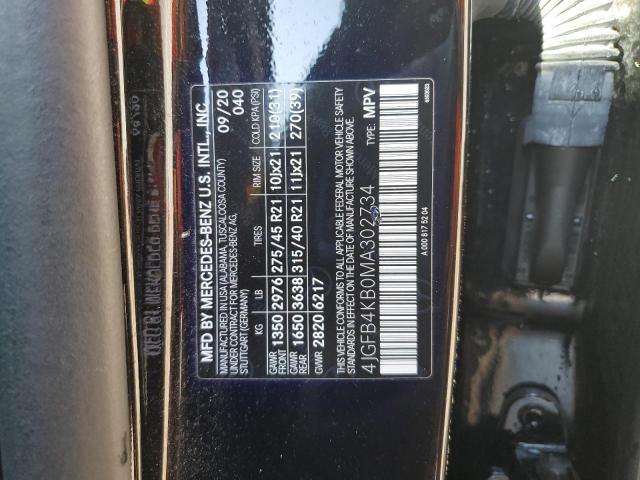 MFD BY MERCEDES-BENZ U.S. INTL., INC.
MANUFACTURED IN USA (ALABAMA, TUSCALOOSA COUNTY)
UNDER CONTRACT FOR MERCEDES-BENZ AG,
STUTTGART (GERMANY)
09/20
040
KG LB TIRES RIM SIZE COLD KPA (PSI)
GAWR FRONT 1350 2976 275/45 R21 10Jx21 210(31)
GAWR REAR 1650 3638 315/40 R21 11Jx21 270(39)
GVWR 2820 6217
THIS VEHICLE CONFORMS TO ALL APPLICABLE FEDERAL MOTOR VEHICLE SAFETY
STANDARDS IN EFFECT ON THE DATE OF MANUFACTURE SHOWN ABOVE.
4JGFB4KB0MA302734 TYPE: MPV
A 000 817 52 04